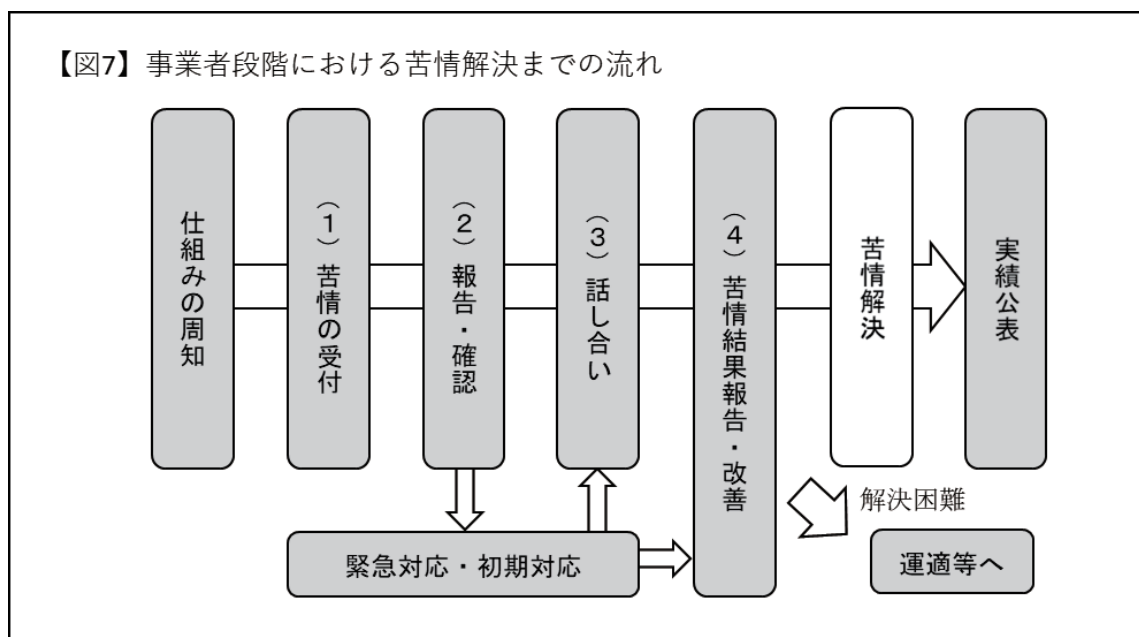 【図7】事業者段階における苦情解決までの流れ
仕組みの周知
（1）苦情の受付
（2）報告・確認
（3）話し合い
（4）苦情結果報告・改善
苦情解決
実績公表
解決困難
緊急対応・初期対応
運適等へ